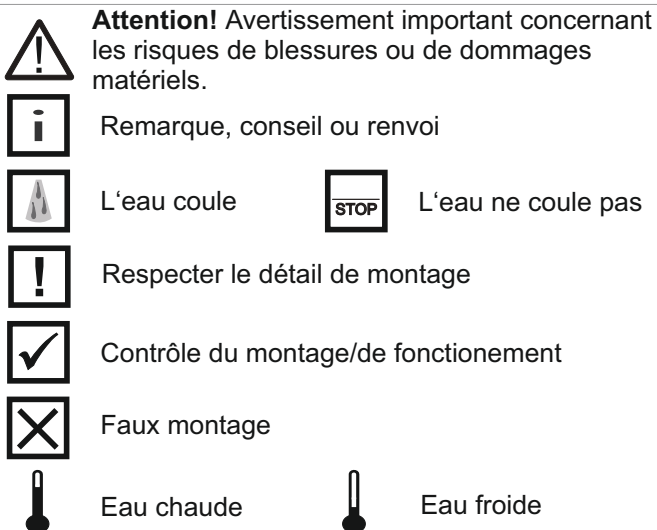 Attention! Avertissement important concernant
les risques de blessures ou de dommages
matériels.
Remarque, conseil ou renvoi
L‘eau coule
STOP
L‘eau ne coule pas
Respecter le détail de montage
Contrôle du montage/de fonctionement
Faux montage
Eau chaude
Eau froide